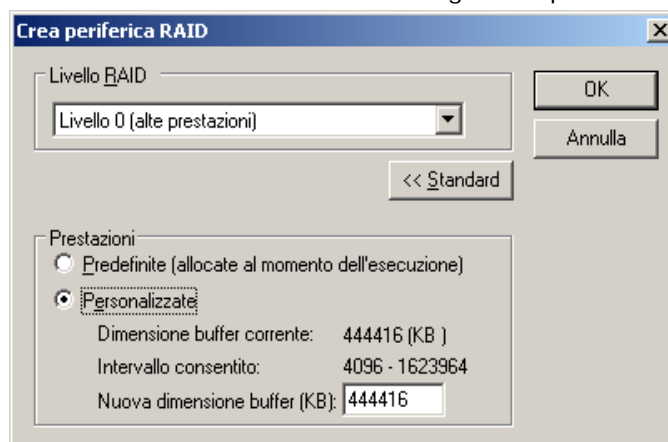 Crea periferica RAID
Livello RAID
Livello 0 (alte prestazioni)
OK
Annulla
<< Standard
Prestazioni
Predefinite (allocate al momento dell'esecuzione)
Personalizzate
Dimensione buffer corrente: 444416 (KB )
Intervallo consentito: 4096 - 1623964
Nuova dimensione buffer (KB): 444416